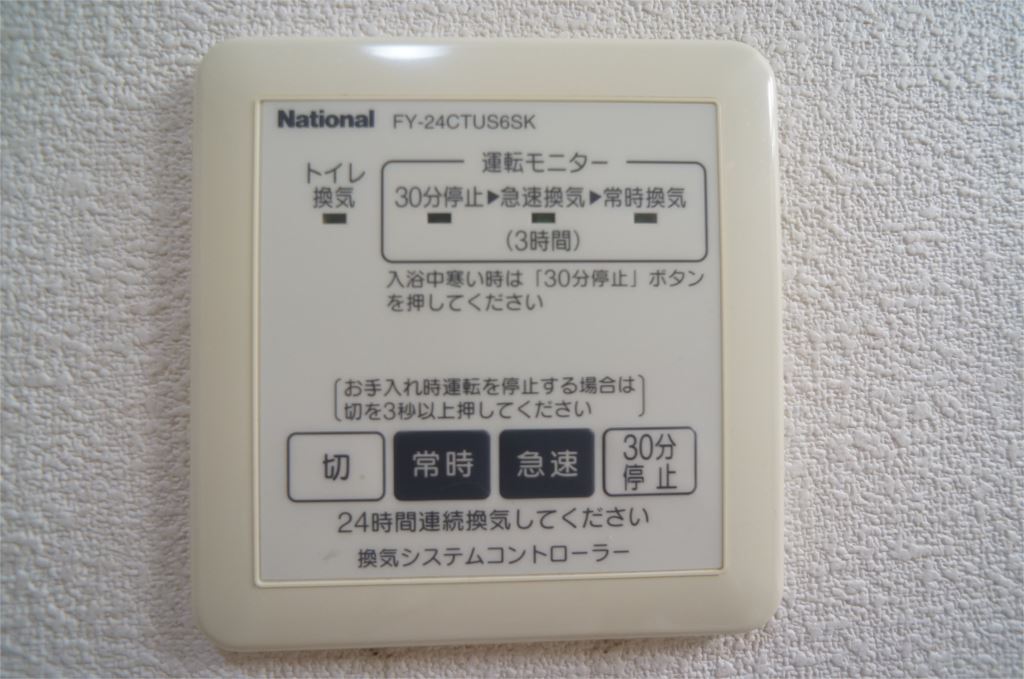 National FY-24CTUS6SK
トイレ
換気
運転モニター
30分停止▶急速換気▶常時換気
(3時間)
入浴中寒い時は「30分停止」ボタン
を押してください
お手入れ時運転を停止する場合は
切を3秒以上押してください
切
常時
急速
30分
停止
24時間連続換気してください
換気システムコントローラー